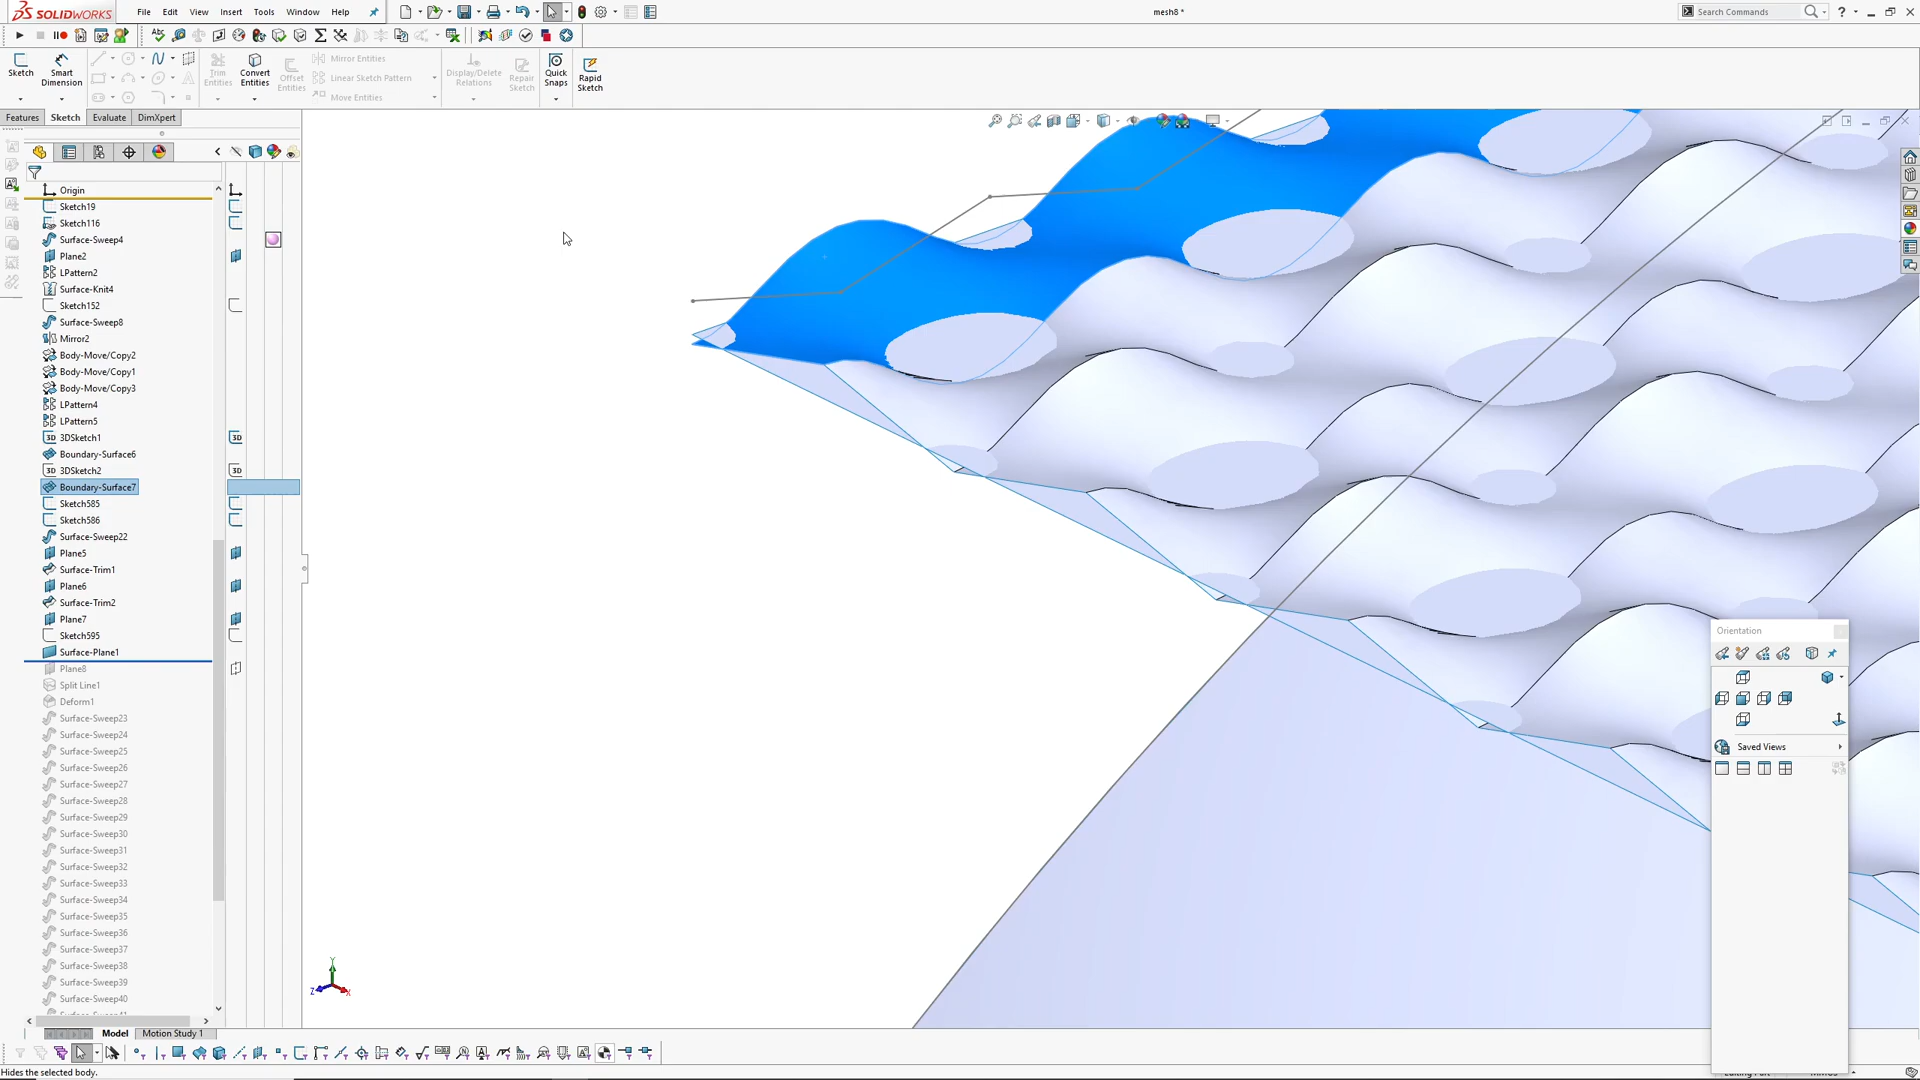 SOLIDWORKS File Edit View Insert Tools Window Help mesh8 * Search Commands
Sketch Smart Dimension Trim Entities Convert Entities Offset Entities Mirror Entities Linear Sketch Pattern Move Entities Display/Delete Relations Repair Sketch Quick Snaps Rapid Sketch
Features Sketch Evaluate DimXpert
Origin
Sketch19
Sketch116
Surface-Sweep4
Plane2
LPattern2
Surface-Knit4
Sketch152
Surface-Sweep8
Mirror2
Body-Move/Copy2
Body-Move/Copy1
Body-Move/Copy3
LPattern4
LPattern5
3DSketch1
Boundary-Surface6
3DSketch2
Boundary-Surface7
Sketch585
Sketch586
Surface-Sweep22
Plane5
Surface-Trim1
Plane6
Surface-Trim2
Plane7
Sketch595
Surface-Plane1
Plane8
Split Line1
Deform1
Surface-Sweep23
Surface-Sweep24
Surface-Sweep25
Surface-Sweep26
Surface-Sweep27
Surface-Sweep28
Surface-Sweep29
Surface-Sweep30
Surface-Sweep31
Surface-Sweep32
Surface-Sweep33
Surface-Sweep34
Surface-Sweep35
Surface-Sweep36
Surface-Sweep37
Surface-Sweep38
Surface-Sweep39
Surface-Sweep40
Orientation
Saved Views
Y
Z X
Model Motion Study 1
Hides the selected body.